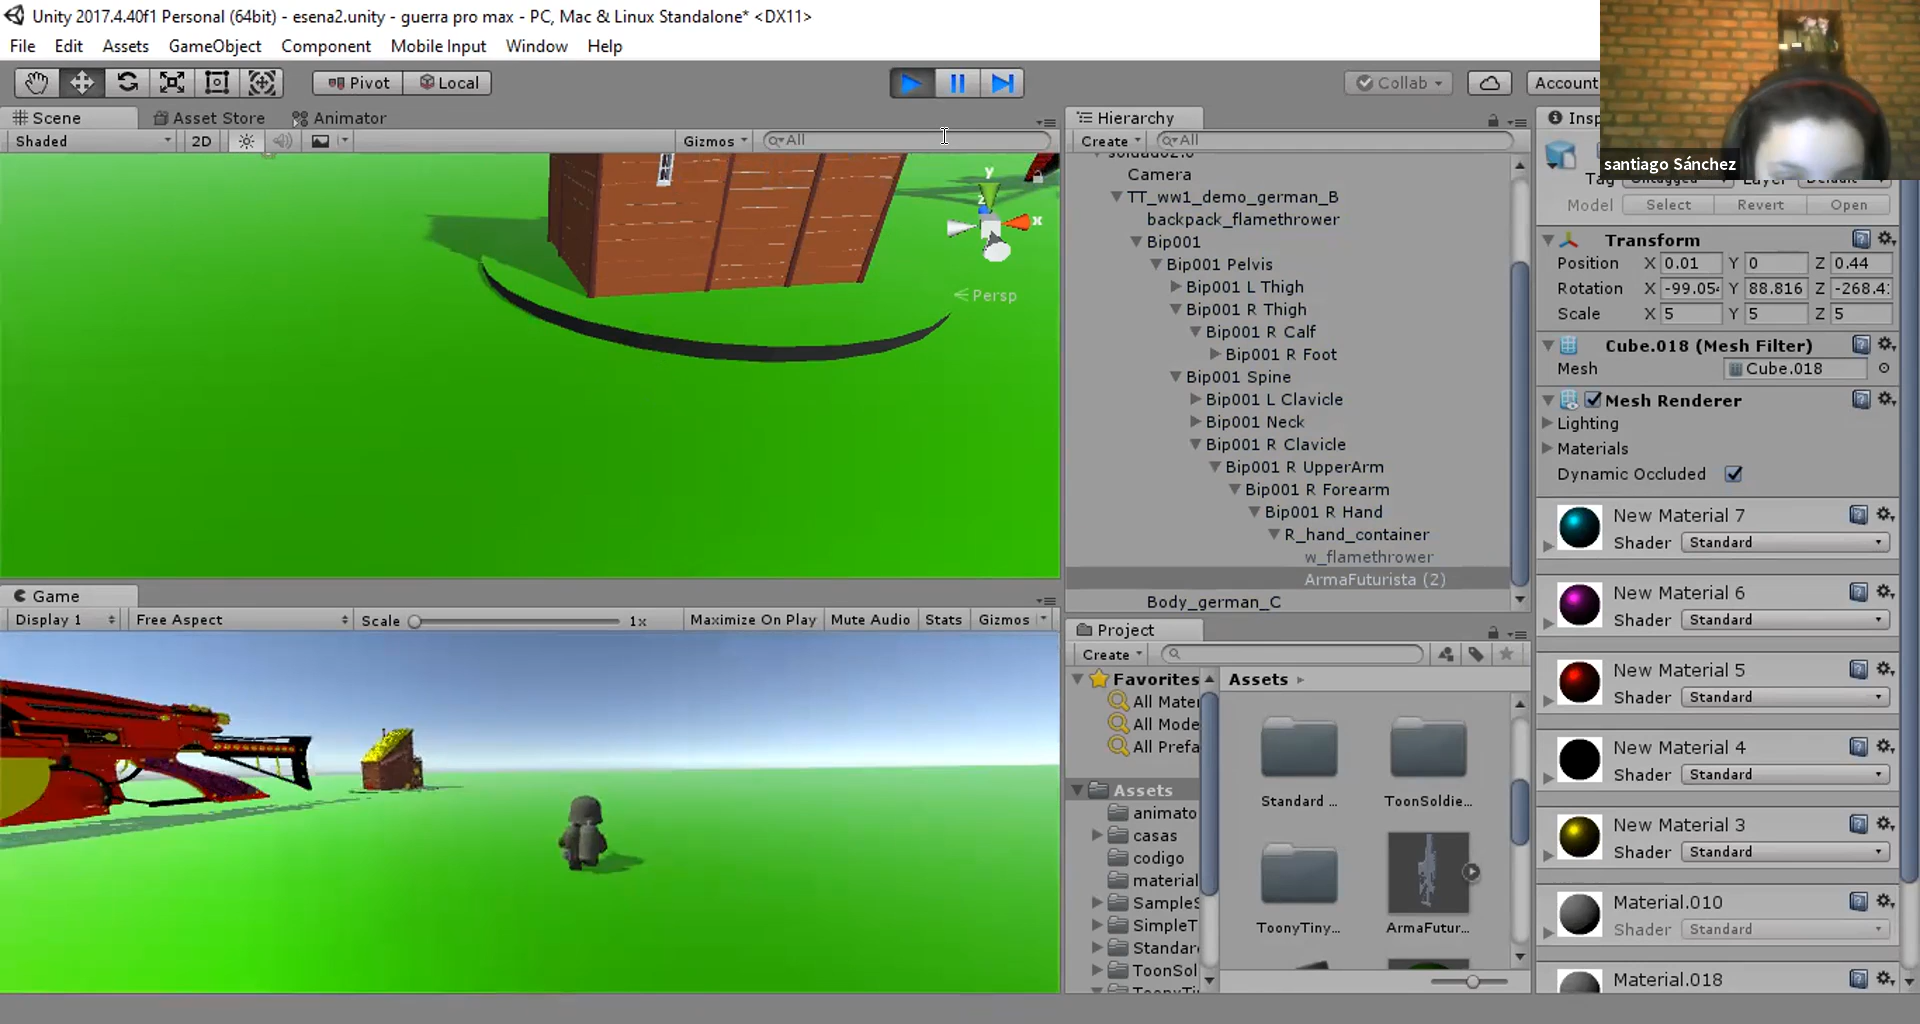 Unity 2017.4.40f1 Personal (64bit) - esena2.unity - guerra pro max - PC, Mac & Linux Standalone* <DX11>
File Edit Assets GameObject Component Mobile Input Window Help
Pivot Local Collab Account
santiago Sánchez
Scene Asset Store Animator
Shaded 2D Gizmos All
y
z
x
Persp
Hierarchy
Create All
Camera
TT_ww1_demo_german_B
backpack_flamethrower
Bip001
Bip001 Pelvis
Bip001 L Thigh
Bip001 R Thigh
Bip001 R Calf
Bip001 R Foot
Bip001 Spine
Bip001 L Clavicle
Bip001 Neck
Bip001 R Clavicle
Bip001 R UpperArm
Bip001 R Forearm
Bip001 R Hand
R_hand_container
w_flamethrower
ArmaFuturista (2)
Body_german_C
Game
Display 1 Free Aspect Scale 1x Maximize On Play Mute Audio Stats Gizmos
Project
Create
Favorites
All Mater
All Mode
All Prefa
Assets
animato
casas
codigo
material
SampleS
SimpleT
Standar
ToonSol
Assets
Standard ... ToonSoldie...
ToonyTiny... ArmaFutur...
Insp
Tag Untagged Layer Default
Model Select Revert Open
Transform
Position X 0.01 Y 0 Z 0.44
Rotation X -99.054 Y 88.816 Z -268.41
Scale X 5 Y 5 Z 5
Cube.018 (Mesh Filter)
Mesh Cube.018
Mesh Renderer
Lighting
Materials
Dynamic Occluded
New Material 7
Shader Standard
New Material 6
Shader Standard
New Material 5
Shader Standard
New Material 4
Shader Standard
New Material 3
Shader Standard
Material.010
Shader Standard
Material.018